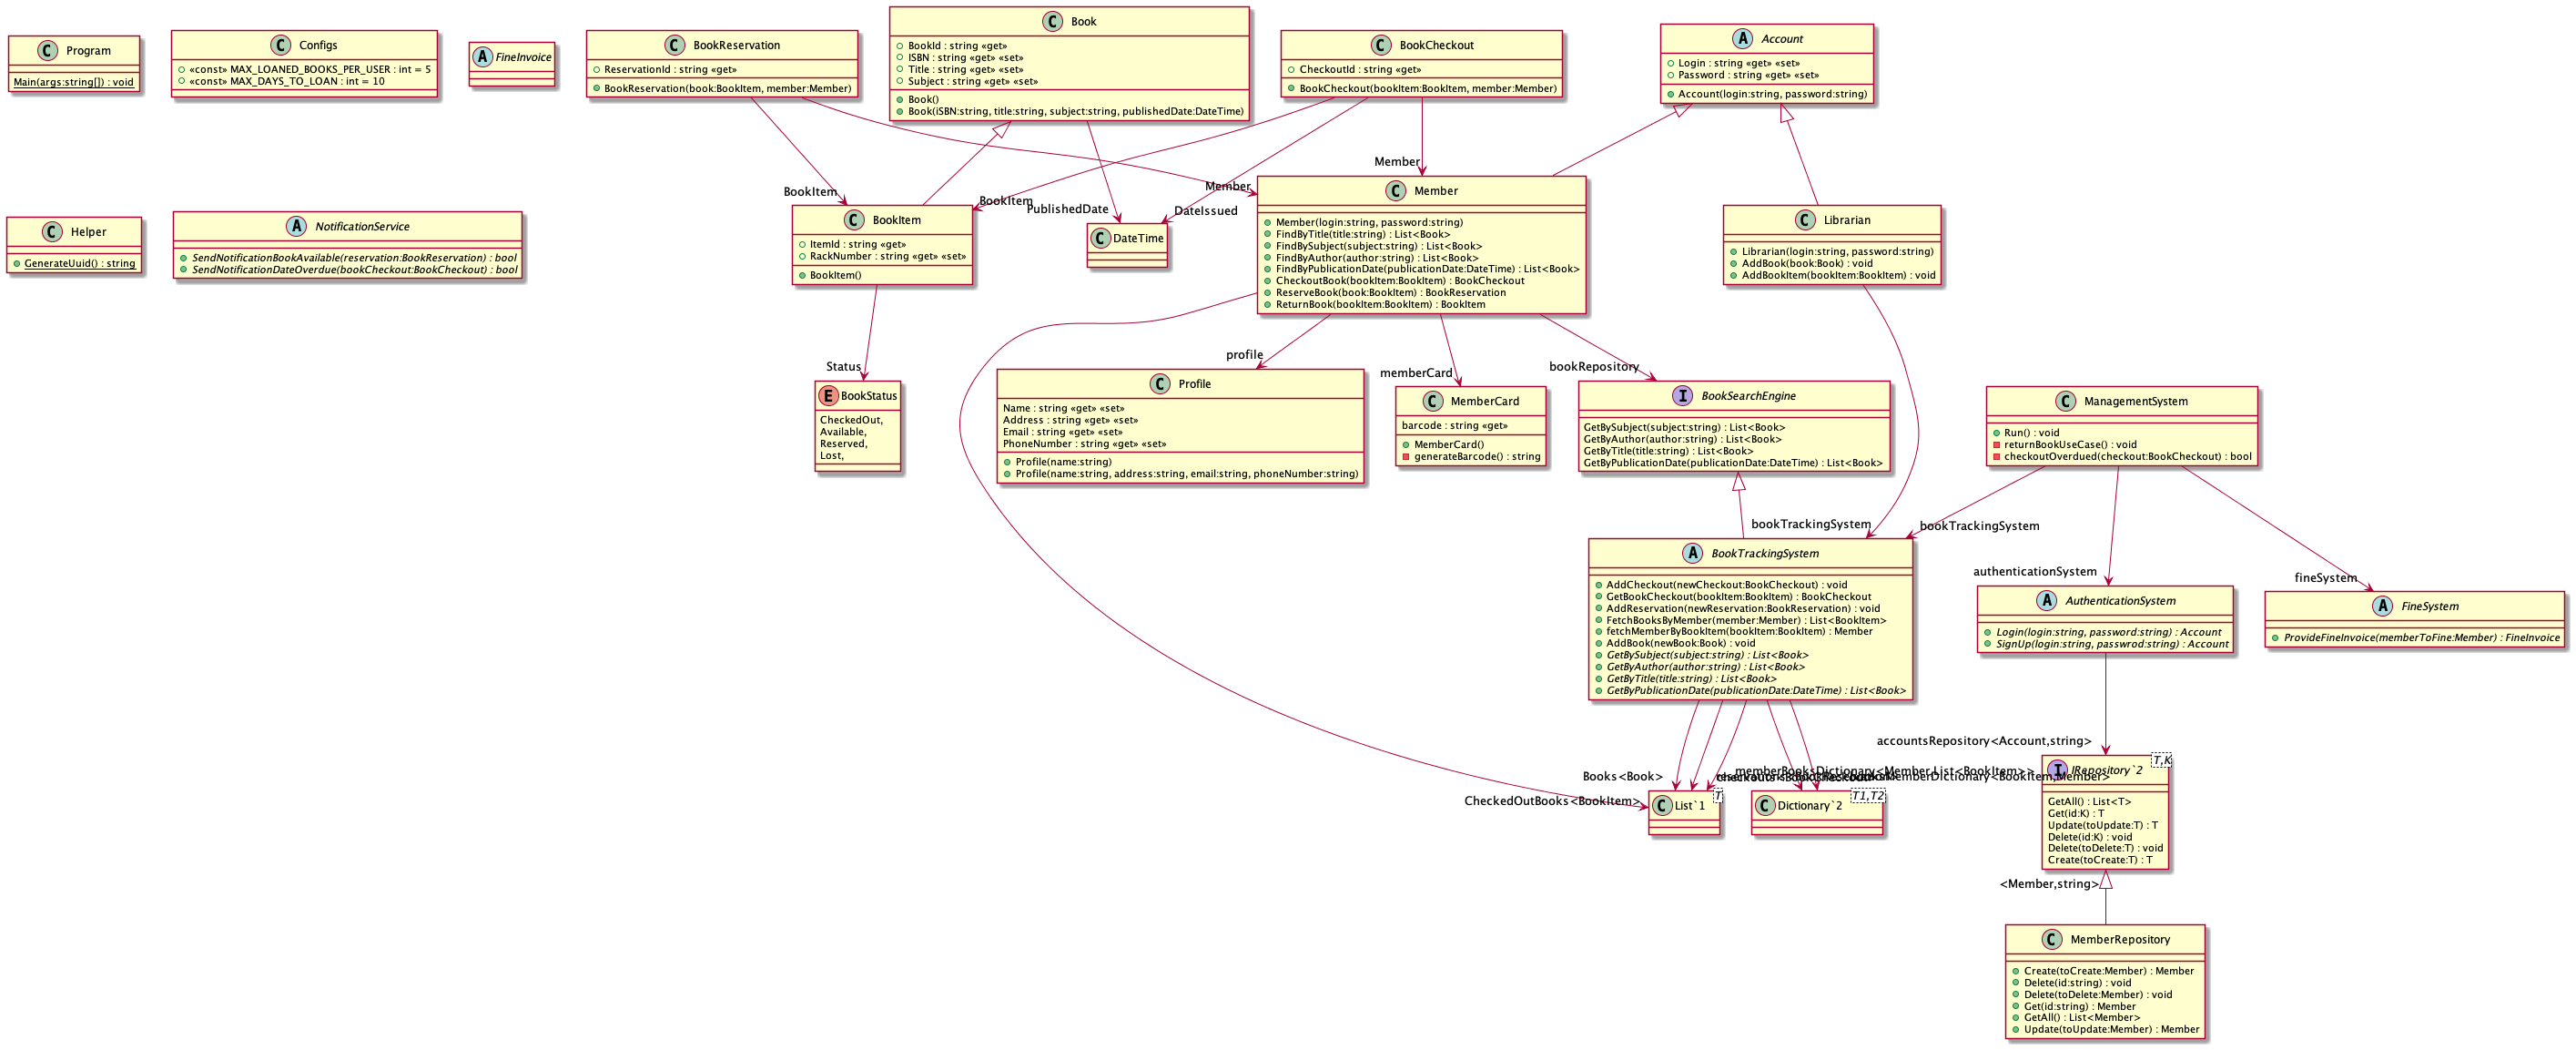 Program
Main(args:string[]) : void
Configs
«const» MAX_LOANED_BOOKS_PER_USER : int = 5
«const» MAX_DAYS_TO_LOAN : int = 10
FineInvoice
BookReservation
ReservationId : string «get»
BookReservation(book:BookItem, member:Member)
Book
BookId : string «get»
ISBN : string «get» «set»
Title : string «get» «set»
Subject : string «get» «set»
Book()
Book(iSBN:string, title:string, subject:string, publishedDate:DateTime)
BookCheckout
CheckoutId : string «get»
BookCheckout(bookItem:BookItem, member:Member)
Account
Login : string «get» «set»
Password : string «get» «set»
Account(login:string, password:string)
Helper
GenerateUuid() : string
NotificationService
SendNotificationBookAvailable(reservation:BookReservation) : bool
SendNotificationDateOverdue(bookCheckout:BookCheckout) : bool
BookItem
BookItem
Member
Member
PublishedDate
DateIssued
BookItem
ItemId : string «get»
RackNumber : string «get» «set»
BookItem()
DateTime
Member
Member(login:string, password:string)
FindByTitle(title:string) : List<Book>
FindBySubject(subject:string) : List<Book>
FindByAuthor(author:string) : List<Book>
FindByPublicationDate(publicationDate:DateTime) : List<Book>
CheckoutBook(bookItem:BookItem) : BookCheckout
ReserveBook(book:BookItem) : BookReservation
ReturnBook(bookItem:BookItem) : BookItem
Librarian
Librarian(login:string, password:string)
AddBook(book:Book) : void
AddBookItem(bookItem:BookItem) : void
Status
profile
memberCard
bookRepository
BookStatus
CheckedOut,
Available,
Reserved,
Lost,
Profile
Name : string «get» «set»
Address : string «get» «set»
Email : string «get» «set»
PhoneNumber : string «get» «set»
Profile(name:string)
Profile(name:string, address:string, email:string, phoneNumber:string)
MemberCard
barcode : string «get»
MemberCard()
generateBarcode() : string
BookSearchEngine
GetBySubject(subject:string) : List<Book>
GetByAuthor(author:string) : List<Book>
GetByTitle(title:string) : List<Book>
GetByPublicationDate(publicationDate:DateTime) : List<Book>
ManagementSystem
Run() : void
returnBookUseCase() : void
checkoutOverdued(checkout:BookCheckout) : bool
bookTrackingSystem
bookTrackingSystem
authenticationSystem
fineSystem
BookTrackingSystem
AddCheckout(newCheckout:BookCheckout) : void
GetBookCheckout(bookItem:BookItem) : BookCheckout
AddReservation(newReservation:BookReservation) : void
FetchBooksByMember(member:Member) : List<BookItem>
fetchMemberByBookItem(bookItem:BookItem) : Member
AddBook(newBook:Book) : void
GetBySubject(subject:string) : List<Book>
GetByAuthor(author:string) : List<Book>
GetByTitle(title:string) : List<Book>
GetByPublicationDate(publicationDate:DateTime) : List<Book>
AuthenticationSystem
Login(login:string, password:string) : Account
SignUp(login:string, passwrod:string) : Account
FineSystem
ProvideFineInvoice(memberToFine:Member) : FineInvoice
accountsRepository<Account,string>
Books<Book>
CheckedOutBooks<BookItem>
List`1
T
Dictionary`2
T1,T2
IRepository`2
T,K
GetAll() : List<T>
Get(id:K) : T
Update(toUpdate:T) : T
Delete(id:K) : void
Delete(toDelete:T) : void
Create(toCreate:T) : T
<Member,string>
MemberRepository
Create(toCreate:Member) : Member
Delete(id:string) : void
Delete(toDelete:Member) : void
Get(id:string) : Member
GetAll() : List<Member>
Update(toUpdate:Member) : Member